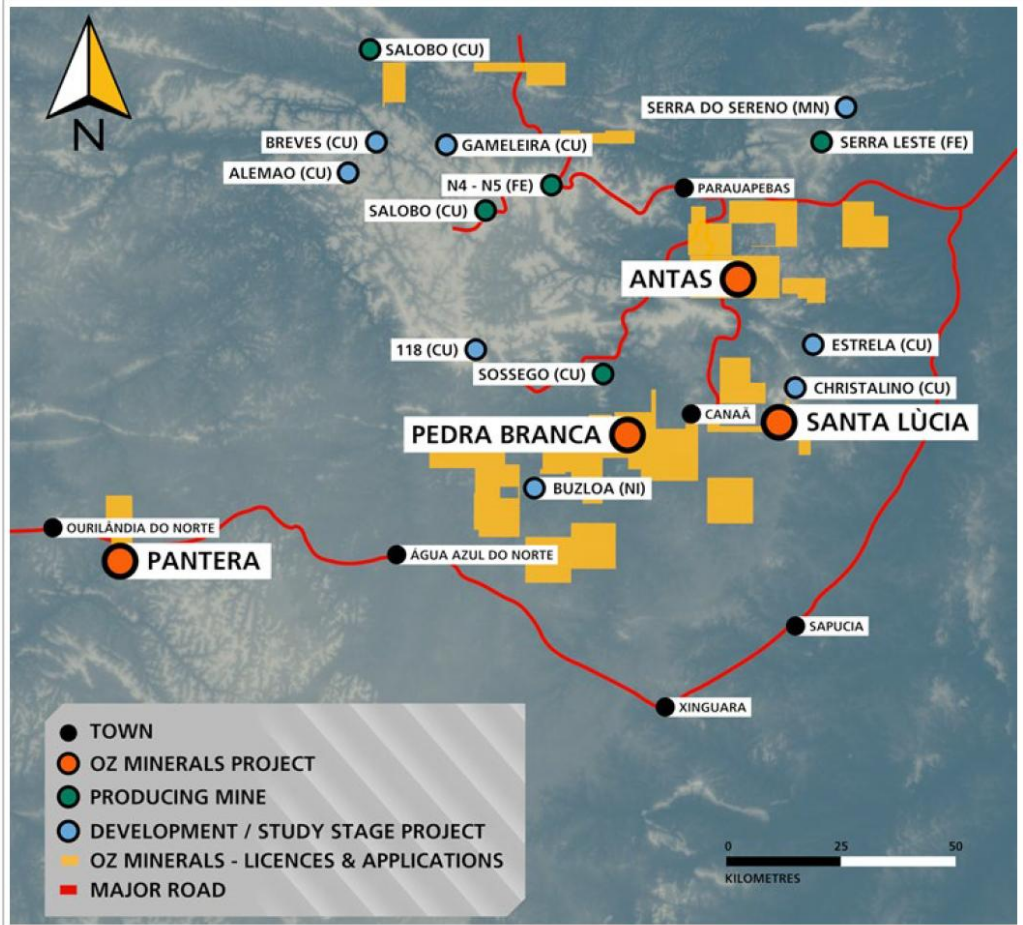 SALOBO (CU)
SERRA DO SERENO (MN)
BREVES (CU)
GAMELEIRA (CU)
SERRA LESTE (FE)
ALEMAO (CU)
N4 - N5 (FE)
PARAUAPEBAS
SALOBO (CU)
N
ANTAS
118 (CU)
ESTRELA (CU)
SOSSEGO (CU)
CHRISTALINO (CU)
CANAÃ
SANTA LÙCIA
PEDRA BRANCA
BUZLOA (NI)
OURILÂNDIA DO NORTE
PANTERA
ÁGUA AZUL DO NORTE
SAPUCIA
XINGUARA
TOWN
OZ MINERALS PROJECT
PRODUCING MINE
DEVELOPMENT / STUDY STAGE PROJECT
OZ MINERALS - LICENCES & APPLICATIONS
MAJOR ROAD
0 25 50
KILOMETRES